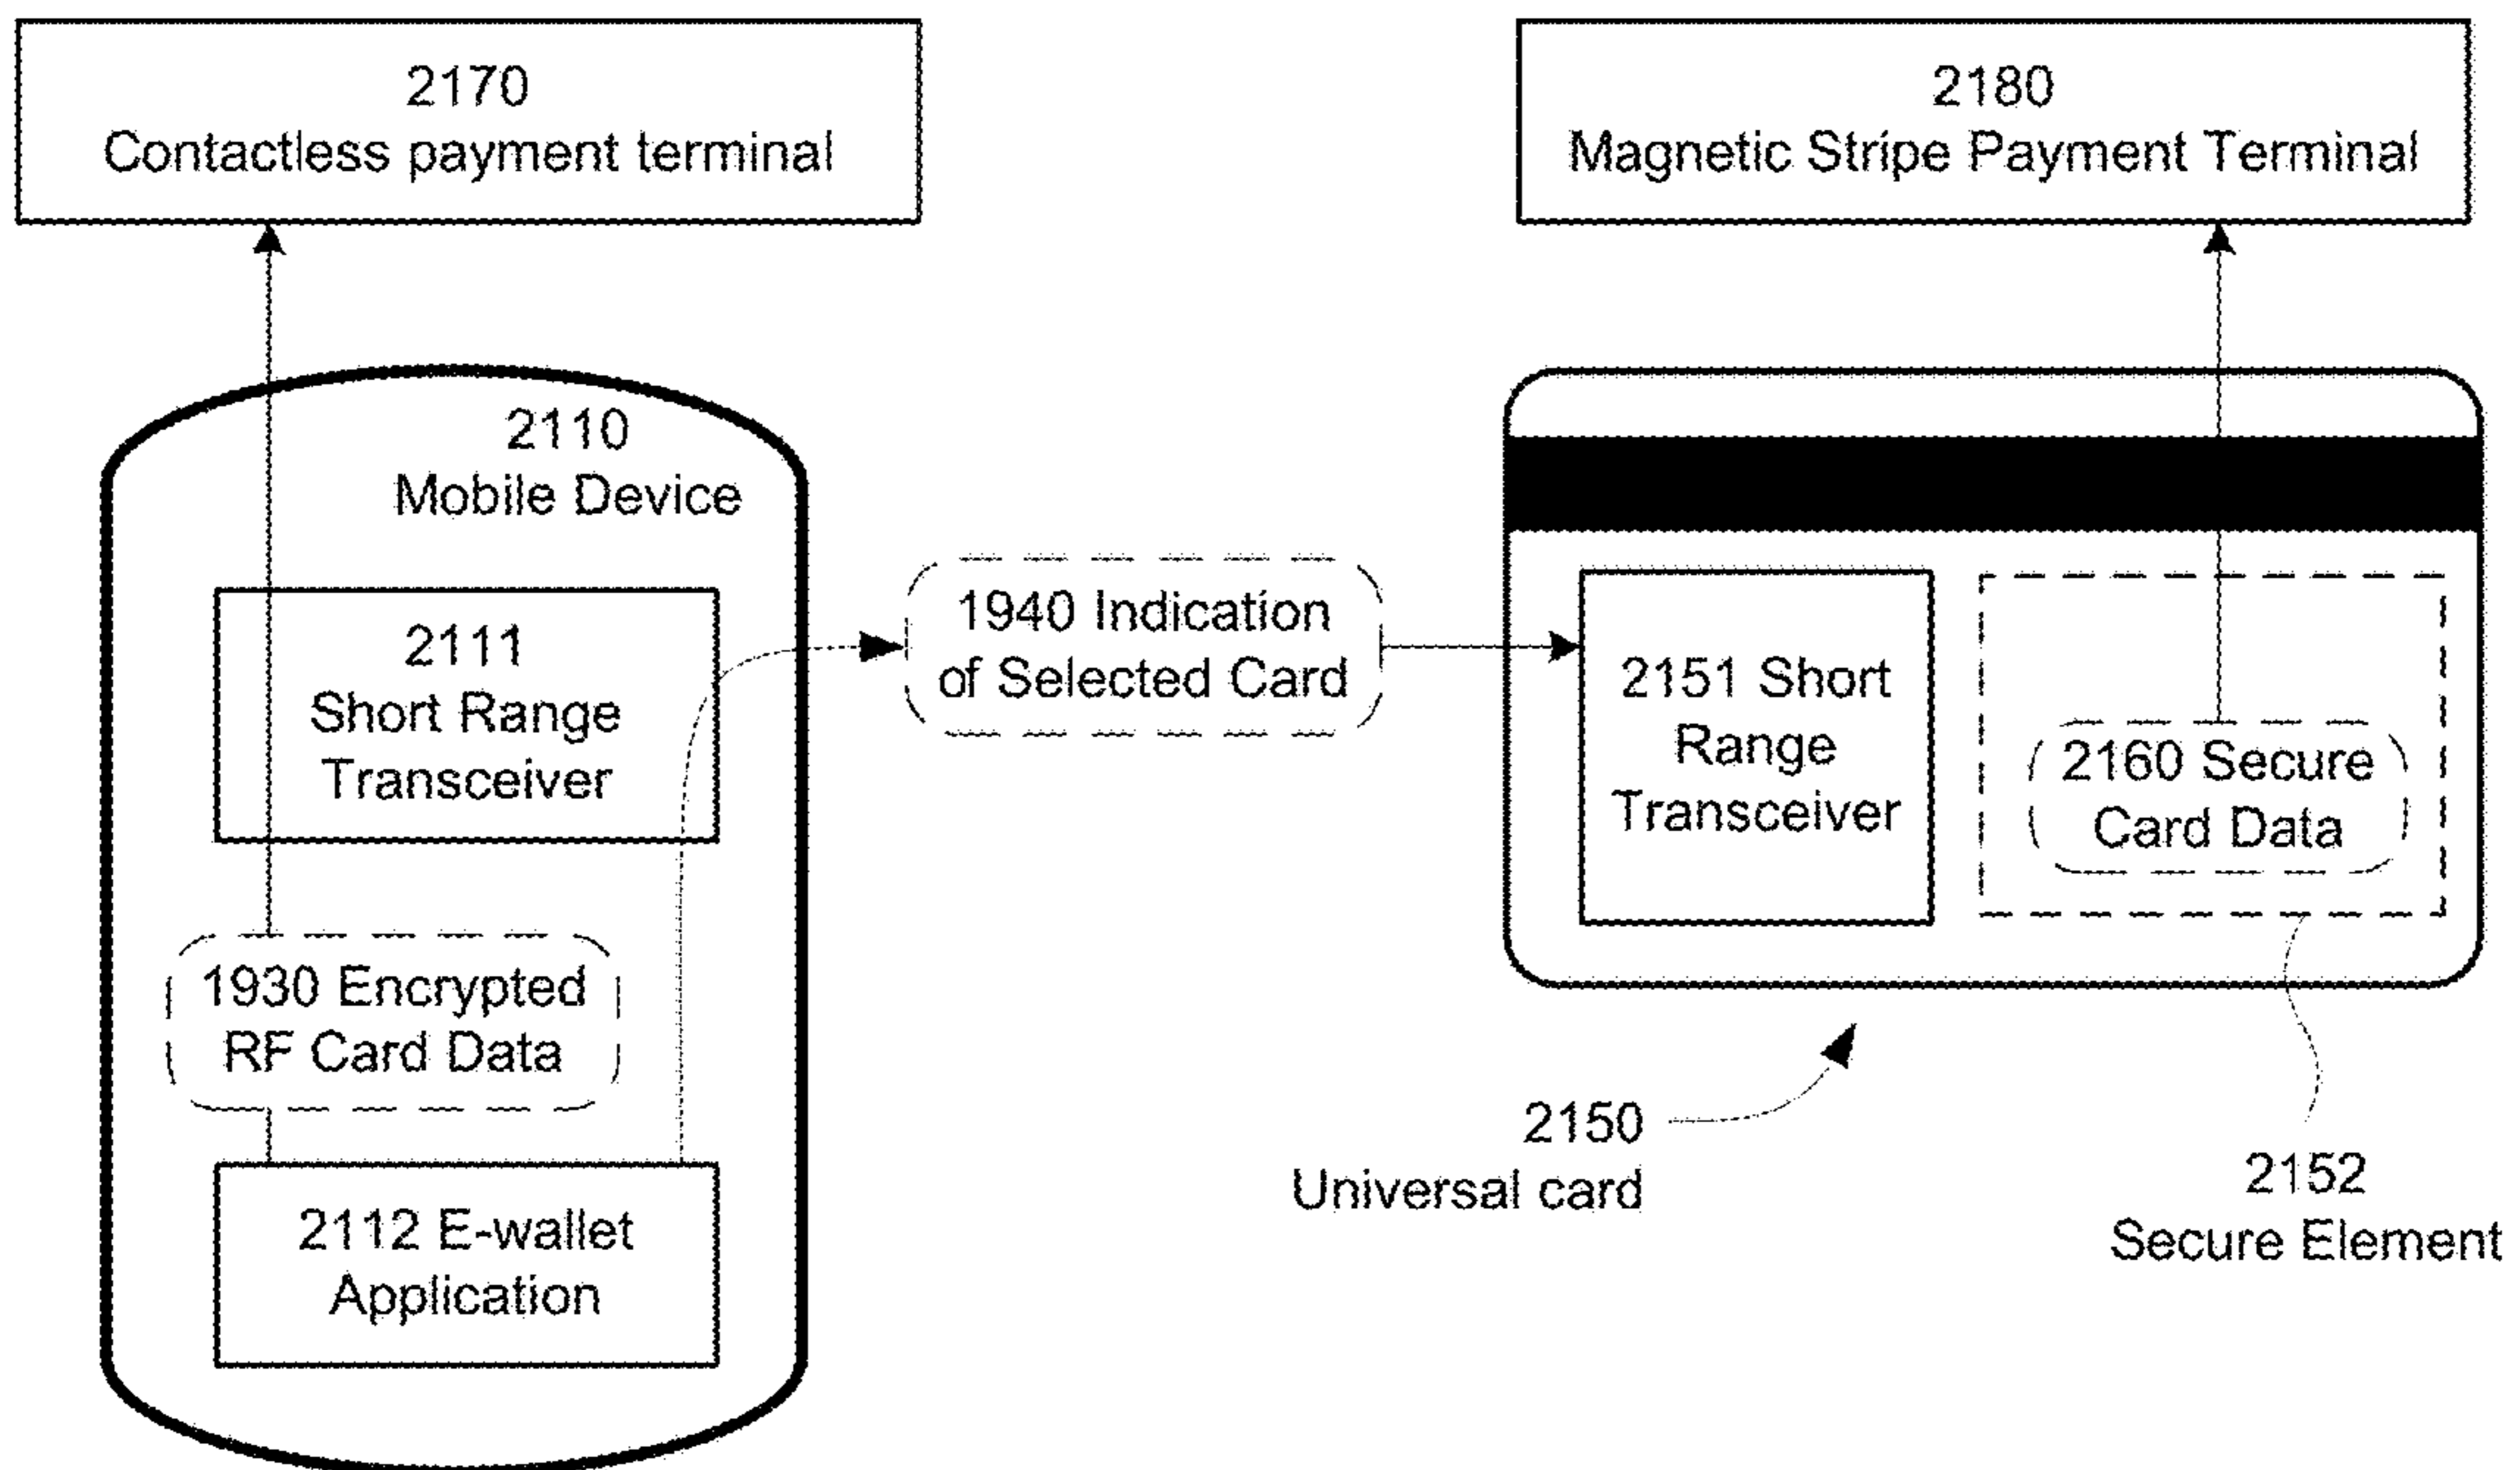 2170
Contactless payment terminal
2180
Magnetic Stripe Payment Terminal
2110
Mobile Device
2111
Short Range
Transceiver
1930 Encrypted
RF Card Data
2112 E-wallet
Application
1940 Indication
of Selected Card
2151 Short
Range
Transceiver
2160 Secure
Card Data
2150
Universal card
2152
Secure Element